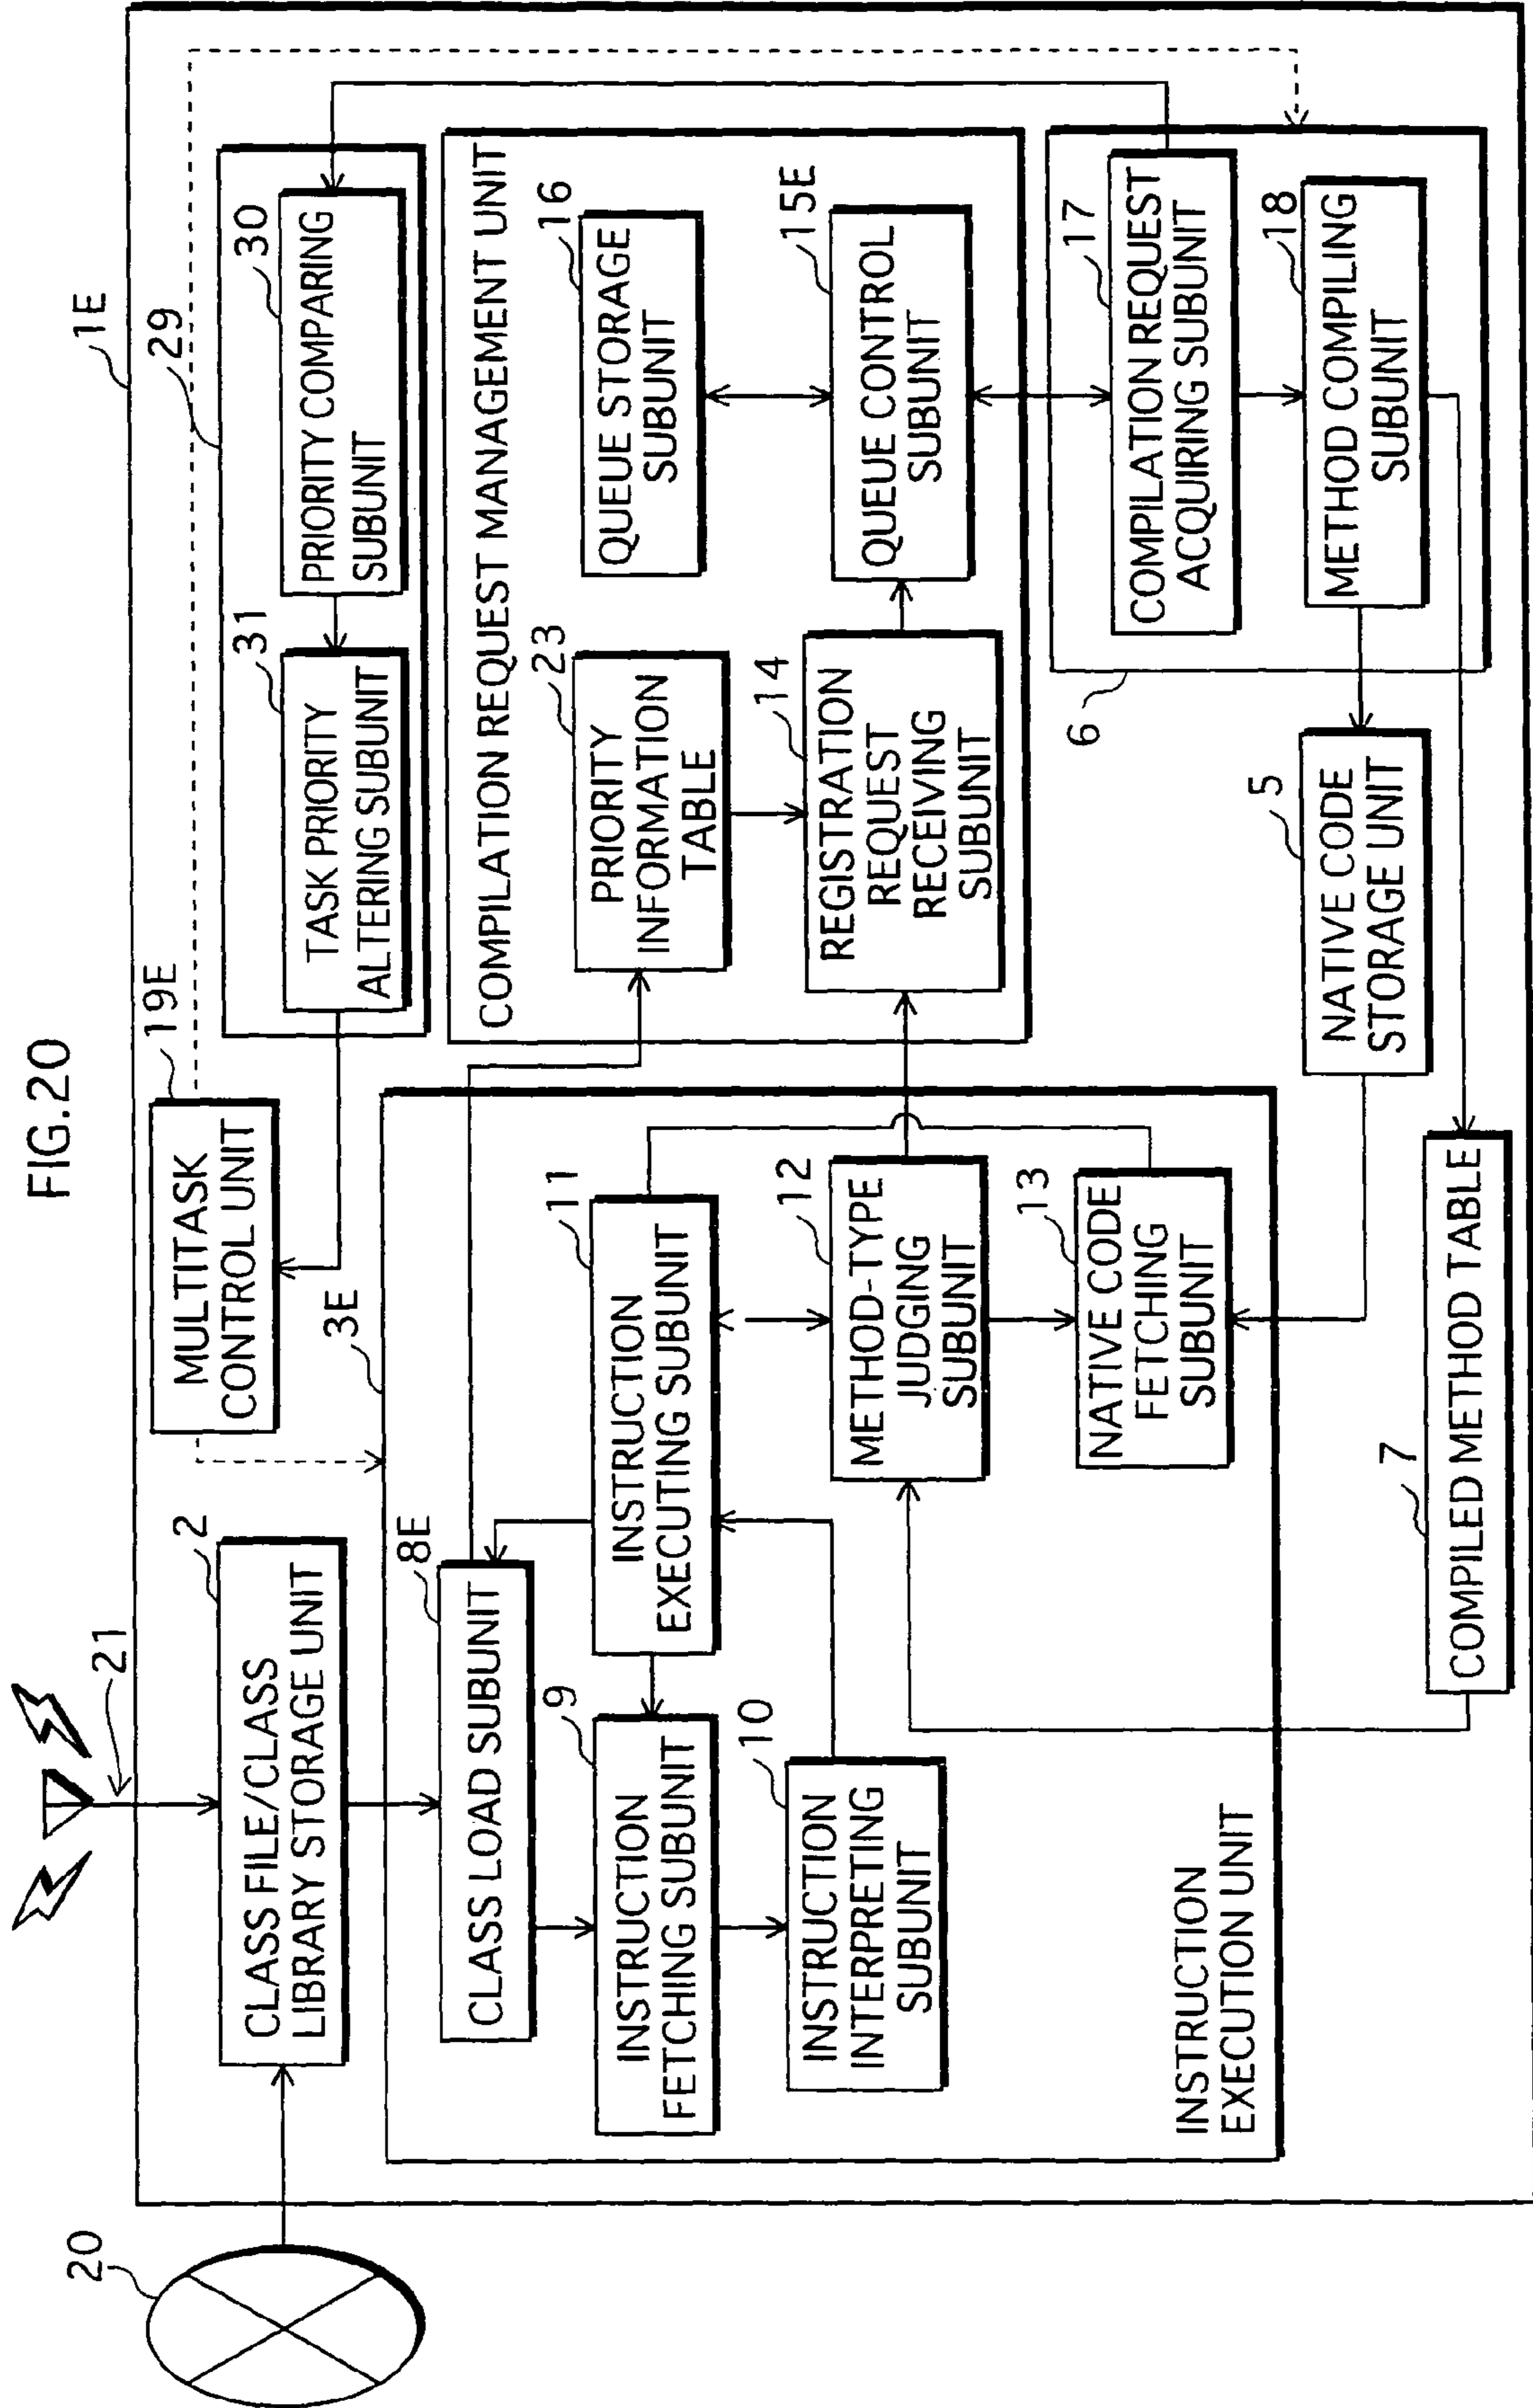 FIG.20
20
21
1E
2
CLASS FILE/CLASS
LIBRARY STORAGE UNIT
19E
MULTITASK
CONTROL UNIT
29
31
TASK PRIORITY
ALTERING SUBUNIT
30
PRIORITY COMPARING
SUBUNIT
3E
8E
CLASS LOAD SUBUNIT
9
INSTRUCTION
FETCHING SUBUNIT
10
INSTRUCTION
INTERPRETING
SUBUNIT
11
INSTRUCTION
EXECUTING SUBUNIT
12
METHOD-TYPE
JUDGING
SUBUNIT
13
NATIVE CODE
FETCHING
SUBUNIT
INSTRUCTION
EXECUTION UNIT
COMPILATION REQUEST MANAGEMENT UNIT
23
PRIORITY
INFORMATION
TABLE
16
QUEUE STORAGE
SUBUNIT
14
REGISTRATION
REQUEST
RECEIVING
SUBUNIT
15E
QUEUE CONTROL
SUBUNIT
6
17
COMPILATION REQUEST
ACQUIRING SUBUNIT
18
METHOD COMPILING
SUBUNIT
5
NATIVE CODE
STORAGE UNIT
7
COMPILED METHOD TABLE